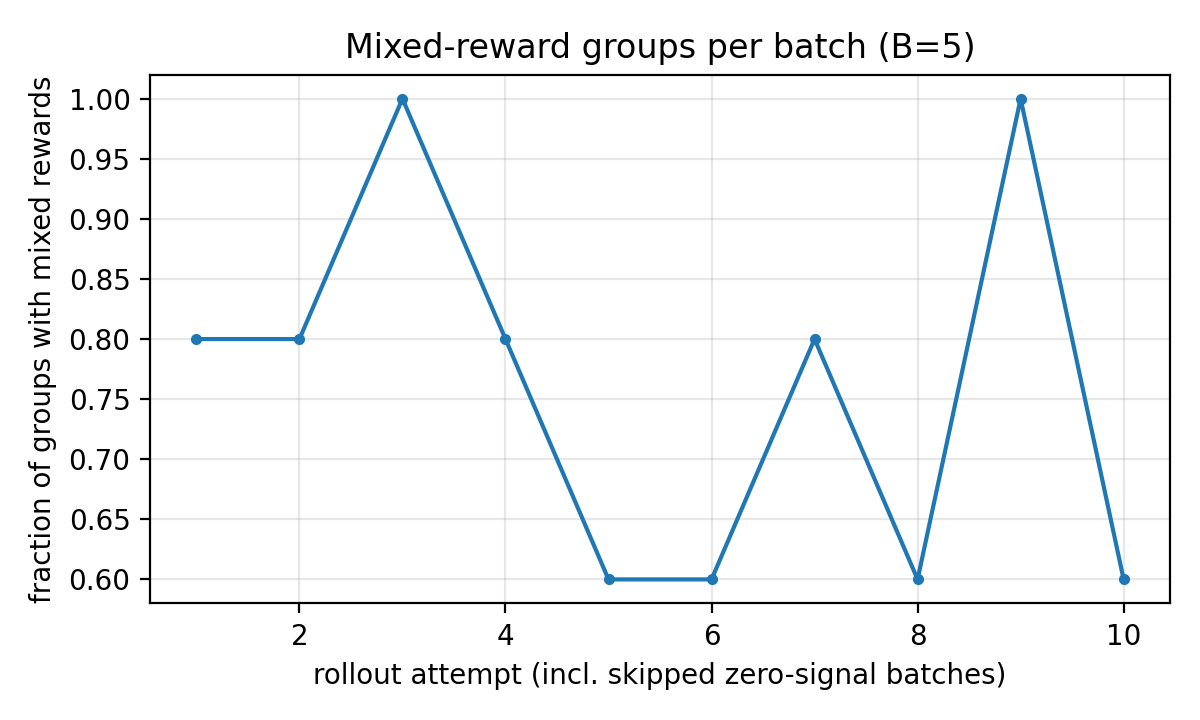 Mixed-reward groups per batch (B=5)
fraction of groups with mixed rewards
1.00
0.95
0.90
0.85
0.80
0.75
0.70
0.65
0.60
2 4 6 8 10
rollout attempt (incl. skipped zero-signal batches)